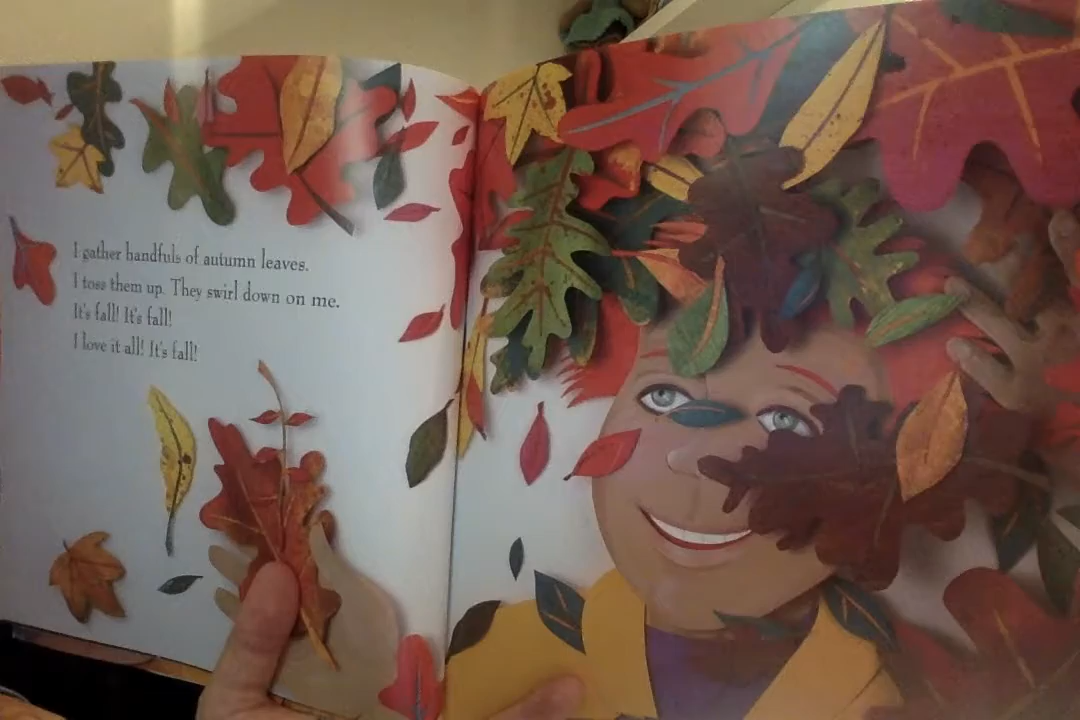 I gather handfuls of autumn leaves.
I toss them up. They swirl down on me.
It's fall! It's fall!
I love it all! It's fall!